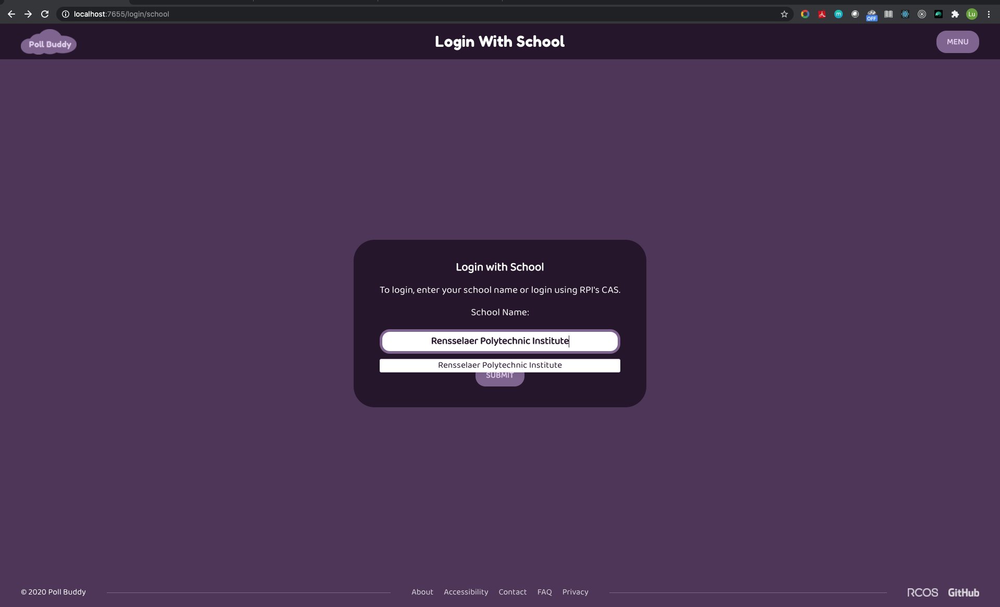 localhost:7655/login/school
OFF
Lu
Poll Buddy
Login With School
MENU
Login with School
To login, enter your school name or login using RPI's CAS.
School Name:
Rensselaer Polytechnic Institute
Rensselaer Polytechnic Institute
SUBMIT
© 2020 Poll Buddy
About Accessibility Contact FAQ Privacy
RCOS GitHub